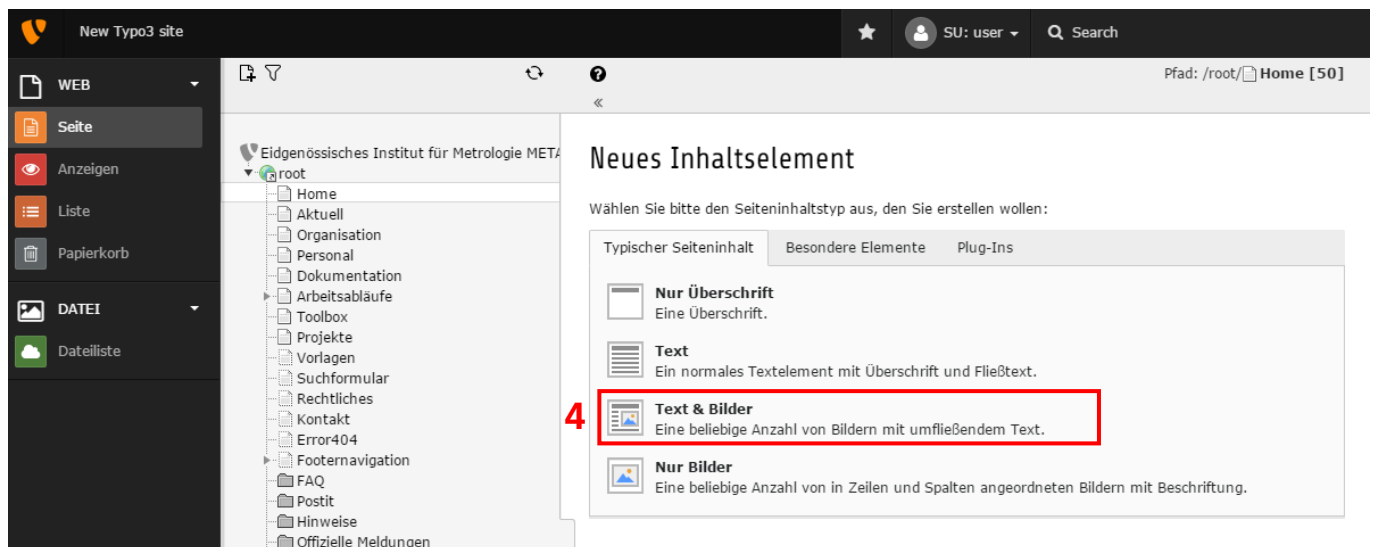 New Typo3 site
SU: user
Search
WEB
Seite
Anzeigen
Liste
Papierkorb
DATEI
Dateiliste
Eidgenössisches Institut für Metrologie META
root
Home
Aktuell
Organisation
Personal
Dokumentation
Arbeitsabläufe
Toolbox
Projekte
Vorlagen
Suchformular
Rechtliches
Kontakt
Error404
Footernavigation
FAQ
Postit
Hinweise
Offizielle Meldungen
Pfad: /root/ Home [50]
Neues Inhaltselement
Wählen Sie bitte den Seiteninhaltstyp aus, den Sie erstellen wollen:
Typischer Seiteninhalt Besondere Elemente Plug-Ins
Nur Überschrift
Eine Überschrift.
Text
Ein normales Textelement mit Überschrift und Fließtext.
4
Text & Bilder
Eine beliebige Anzahl von Bildern mit umfließendem Text.
Nur Bilder
Eine beliebige Anzahl von in Zeilen und Spalten angeordneten Bildern mit Beschriftung.